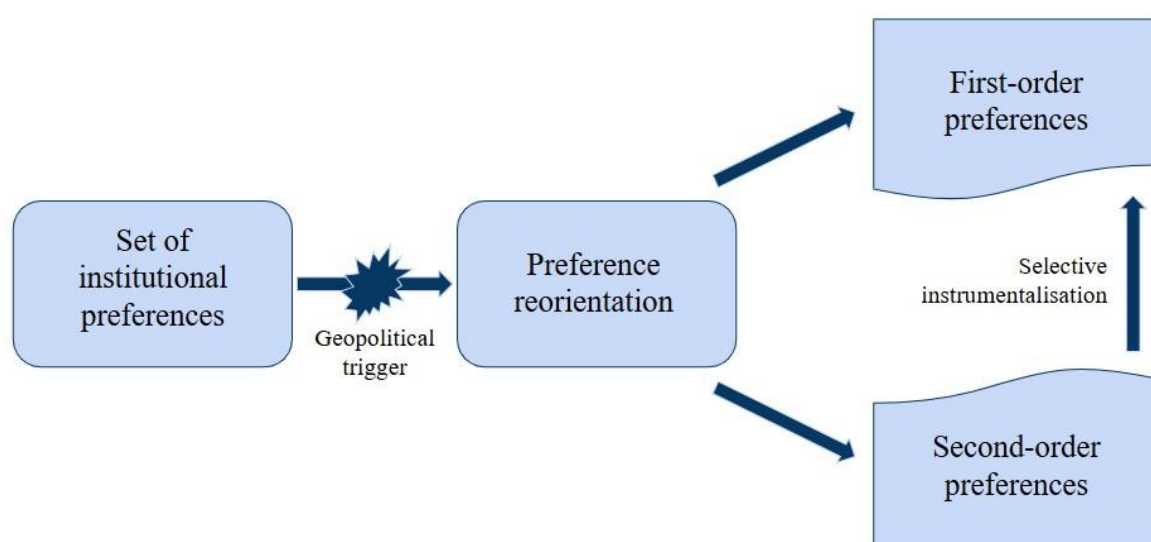 Set of
institutional
preferences
Geopolitical
trigger
Preference
reorientation
First-order
preferences
Selective
instrumentalisation
Second-order
preferences